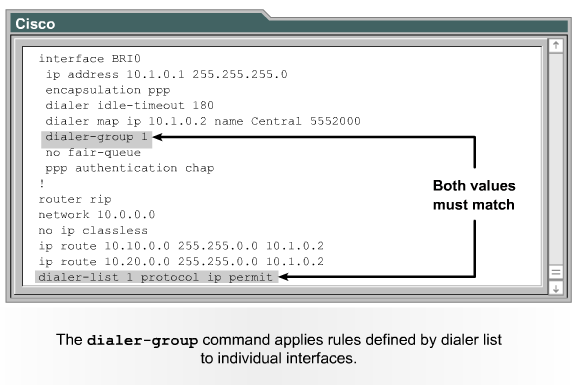 Cisco
interface BRI0
ip address 10.1.0.1 255.255.255.0
encapsulation ppp
dialer idle-timeout 180
dialer map ip 10.1.0.2 name Central 5552000
dialer-group 1
no fair-queue
ppp authentication chap
!
router rip
network 10.0.0.0
no ip classless
ip route 10.10.0.0 255.255.0.0 10.1.0.2
ip route 10.20.0.0 255.255.0.0 10.1.0.2
dialer-list 1 protocol ip permit
Both values
must match
The dialer-group command applies rules defined by dialer list
to individual interfaces.